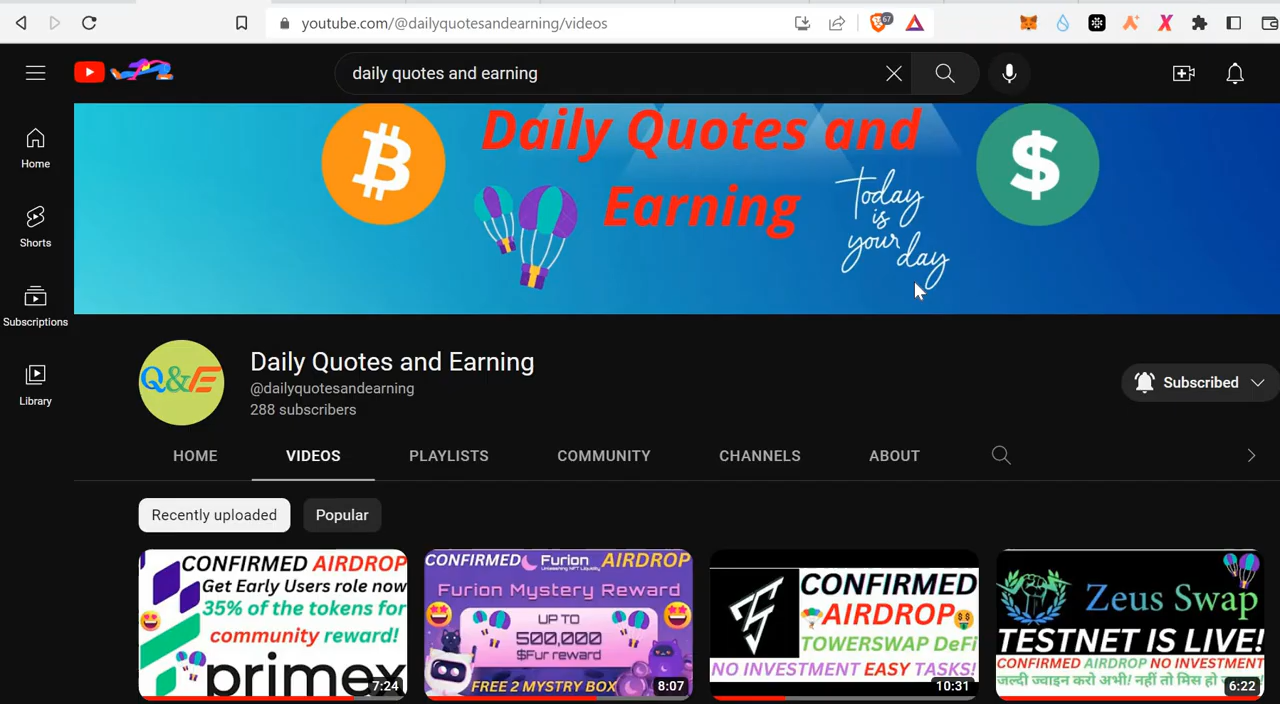 youtube.com/@dailyquotesandearning/videos
67
daily quotes and earning
Home
Shorts
Subscriptions
Library
Daily Quotes and
Earning
Today
is
your day
Q&E
Daily Quotes and Earning
@dailyquotesandearning
288 subscribers
Subscribed
HOME VIDEOS PLAYLISTS COMMUNITY CHANNELS ABOUT
Recently uploaded Popular
CONFIRMED AIRDROP
Get Early Users role now
35% of the tokens for
community reward!
primex
7:24
CONFIRMED Furion AIRDROP
Unleashing NFT Liquidity
Furion Mystery Reward
UP TO
500,000
$Fur reward
FREE 2 MYSTRY BOX
8:07
CONFIRMED
AIRDROP
TOWERSWAP DeFi
NO INVESTMENT EASY TASKS!
10:31
Zeus Swap
TESTNET IS LIVE!
CONFIRMED AIRDROP NO INVESTMENT
जल्दी ज्वाइन करो अभी! नहीं तो मिस हो
6:22